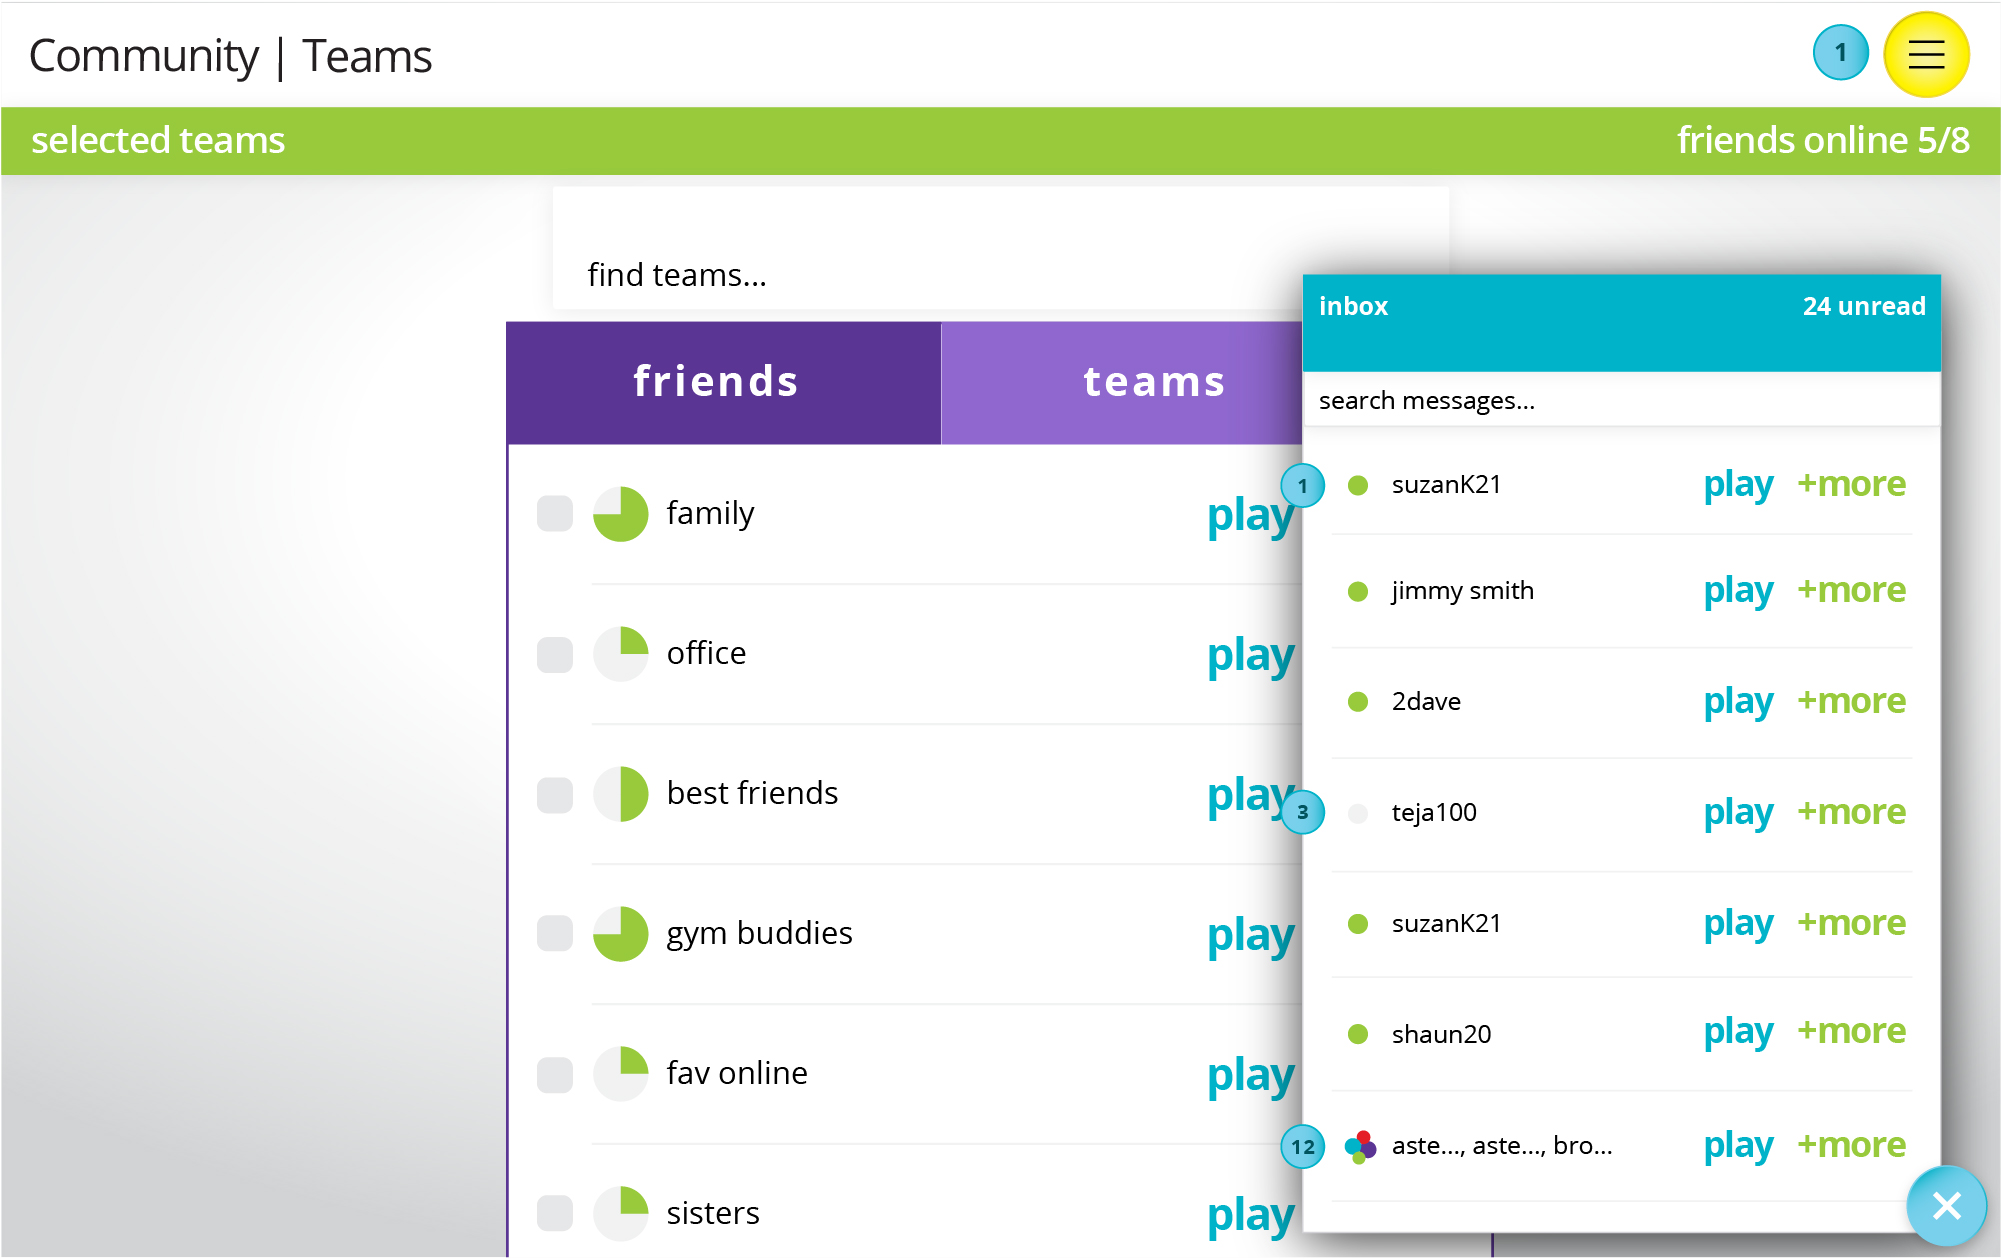 Community | Teams
1
selected teams
friends online 5/8
find teams...
friends
teams
family play
office play
best friends play
gym buddies play
fav online play
sisters play
inbox 24 unread
search messages...
1 suzanK21 play +more
jimmy smith play +more
2dave play +more
3 teja100 play +more
suzanK21 play +more
shaun20 play +more
12 aste..., aste..., bro... play +more